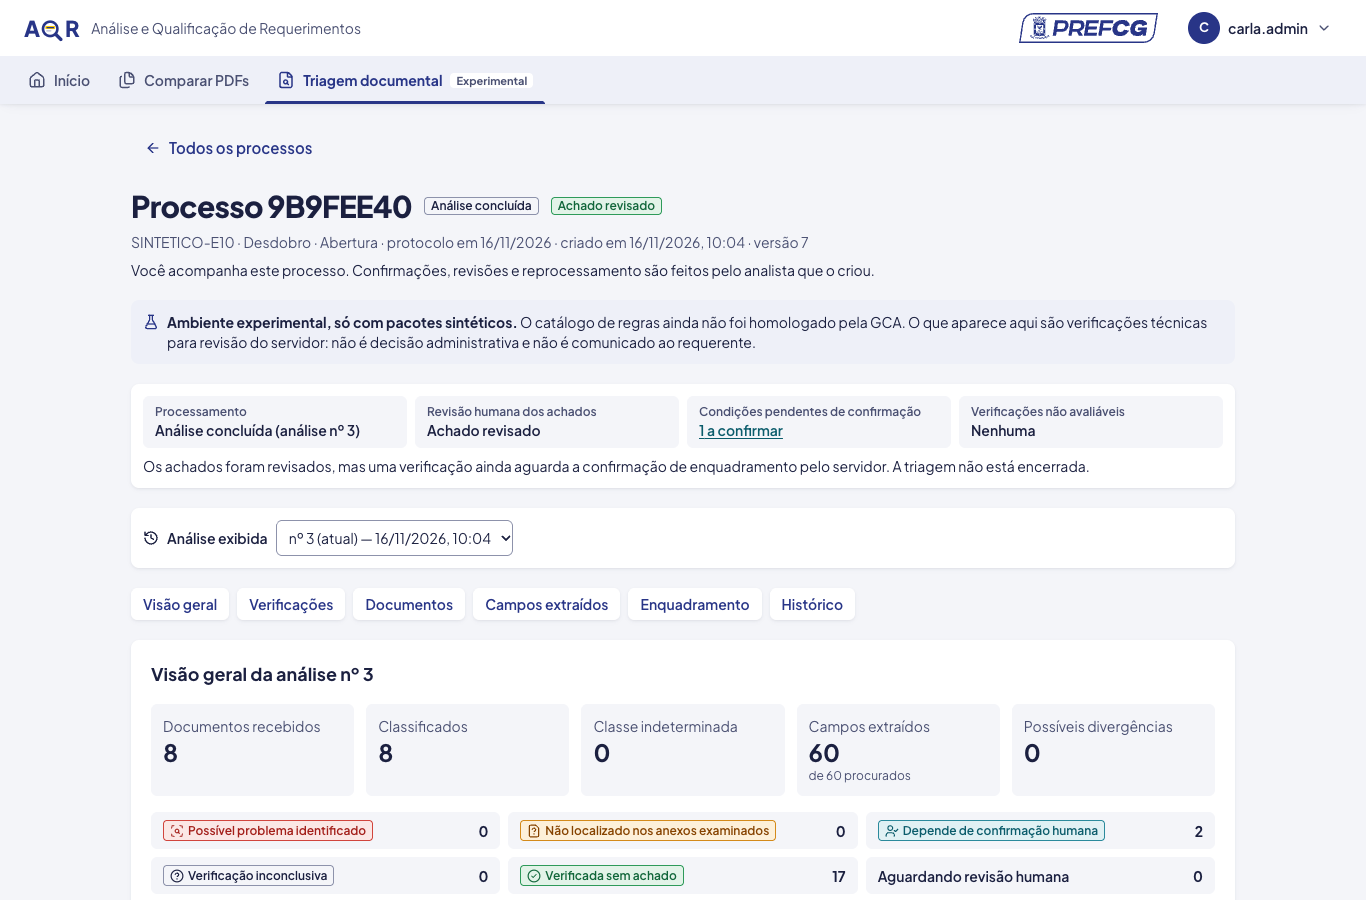 AQR Análise e Qualificação de Requerimentos
PREFCG
C carla.admin
Início
Comparar PDFs
Triagem documental Experimental
Todos os processos
Processo 9B9FEE40 Análise concluída Achado revisado
SINTETICO-E10 · Desdobro · Abertura · protocolo em 16/11/2026 · criado em 16/11/2026, 10:04 · versão 7
Você acompanha este processo. Confirmações, revisões e reprocessamento são feitos pelo analista que o criou.
Ambiente experimental, só com pacotes sintéticos. O catálogo de regras ainda não foi homologado pela GCA. O que aparece aqui são verificações técnicas
para revisão do servidor: não é decisão administrativa e não é comunicado ao requerente.
Processamento
Análise concluída (análise nº 3)
Revisão humana dos achados
Achado revisado
Condições pendentes de confirmação
1 a confirmar
Verificações não avaliáveis
Nenhuma
Os achados foram revisados, mas uma verificação ainda aguarda a confirmação de enquadramento pelo servidor. A triagem não está encerrada.
Análise exibida nº 3 (atual) — 16/11/2026, 10:04
Visão geral
Verificações
Documentos
Campos extraídos
Enquadramento
Histórico
Visão geral da análise nº 3
Documentos recebidos
8
Classificados
8
Classe indeterminada
0
Campos extraídos
60
de 60 procurados
Possíveis divergências
0
Possível problema identificado 0
Não localizado nos anexos examinados 0
Depende de confirmação humana 2
Verificação inconclusiva 0
Verificada sem achado 17
Aguardando revisão humana 0